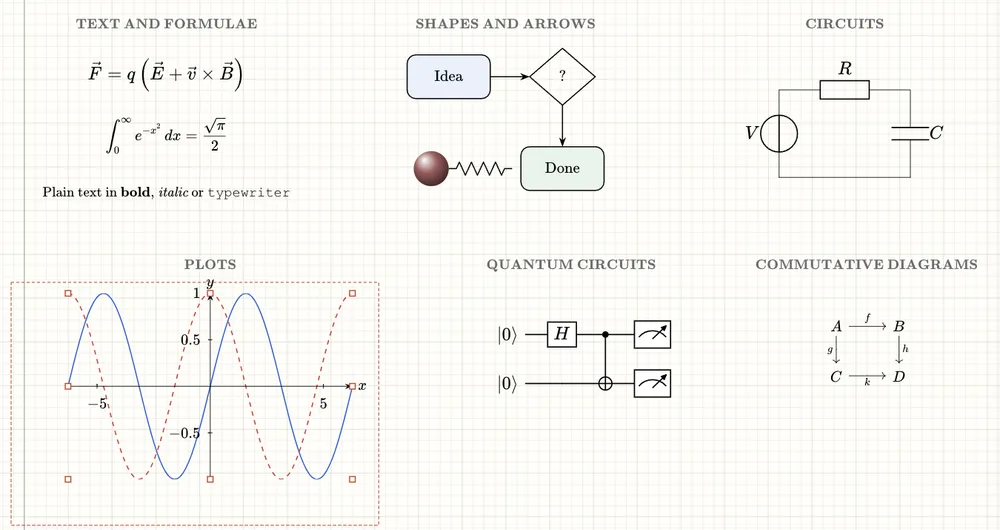 TEXT AND FORMULAE
F⃗ = q (E⃗ + v⃗ × B⃗)
∫₀^∞ e^{−x²} dx = √π / 2
Plain text in bold, italic or typewriter
SHAPES AND ARROWS
Idea
?
Done
CIRCUITS
R
V
C
PLOTS
y
1
0.5
x
−5
5
−0.5
QUANTUM CIRCUITS
|0⟩ H
|0⟩
COMMUTATIVE DIAGRAMS
A f B
g h
C k D